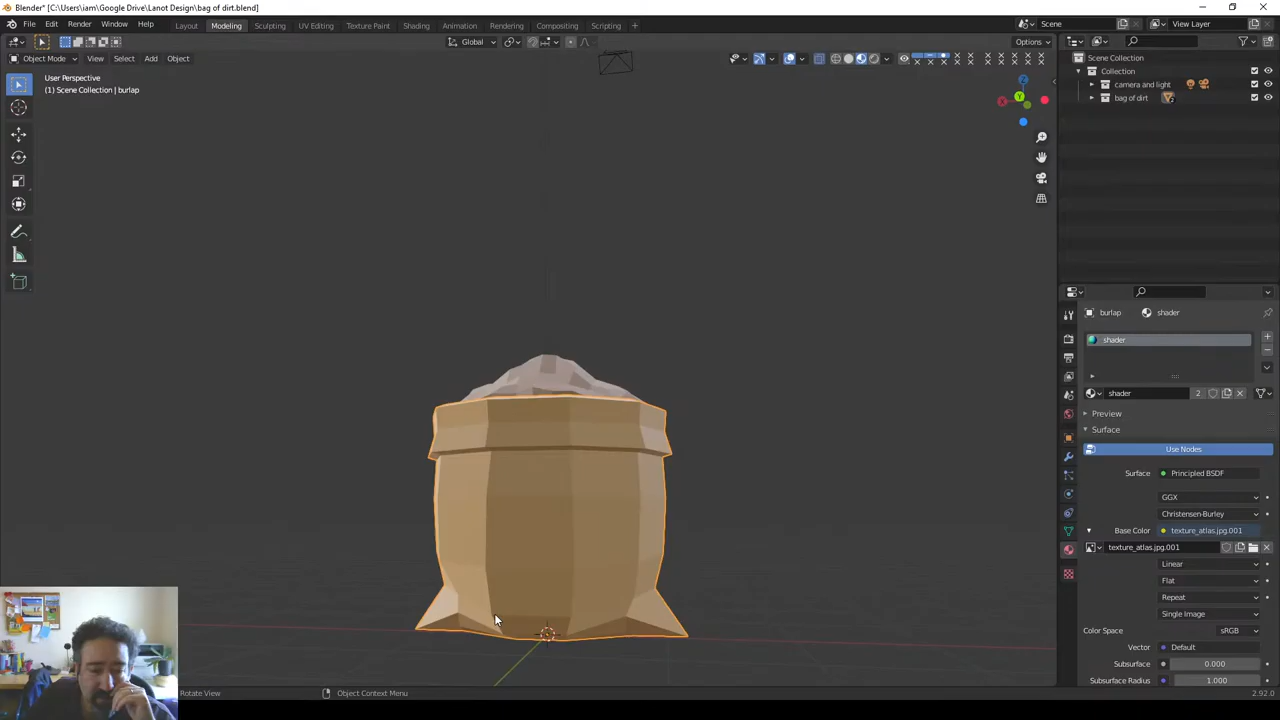 Blender* [C:\Users\iam\Google Drive\Lanot Design\bag of dirt.blend]
File Edit Render Window Help
Layout Modeling Sculpting UV Editing Texture Paint Shading Animation Rendering Compositing Scripting +
Scene
View Layer
Global
Options
Object Mode View Select Add Object
User Perspective
(1) Scene Collection | burlap
X
Y
Z
Scene Collection
Collection
camera and light
bag of dirt
2
burlap
shader
shader
shader
2
Preview
Surface
Use Nodes
Surface
Principled BSDF
GGX
Christensen-Burley
Base Color
texture_atlas.jpg.001
texture_atlas.jpg.001
Linear
Flat
Repeat
Single Image
Color Space
sRGB
Vector
Default
Subsurface
0.000
Subsurface Radius
1.000
Rotate View
Object Context Menu
2.92.0